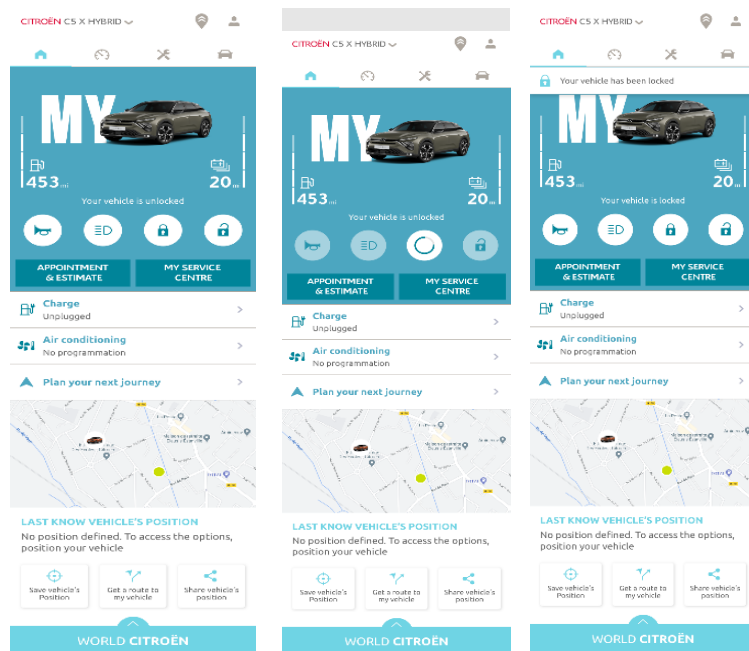 CITROËN C5 X HYBRID
MY
453 mi
20 mi
Your vehicle is unlocked
APPOINTMENT
& ESTIMATE
MY SERVICE
CENTRE
Charge
Unplugged
Air conditioning
No programmation
Plan your next journey
LAST KNOW VEHICLE'S POSITION
No position defined. To access the options,
position your vehicle
Save vehicle's
Position
Get a route to
my vehicle
Share vehicle's
position
WORLD CITROËN
CITROËN C5 X HYBRID
MY
453
20
Your vehicle is unlocked
APPOINTMENT
& ESTIMATE
MY SERVICE
CENTRE
Charge
Unplugged
Air conditioning
No programmation
Plan your next journey
LAST KNOW VEHICLE'S POSITION
No position defined. To access the options,
position your vehicle
Save vehicle's
Position
Get a route to
my vehicle
Share vehicle's
position
WORLD CITROËN
CITROËN C5 X HYBRID
Your vehicle has been locked
MY
453
20
Your vehicle is locked
APPOINTMENT
& ESTIMATE
MY SERVICE
CENTRE
Charge
Unplugged
Air conditioning
No programmation
Plan your next journey
LAST KNOW VEHICLE'S POSITION
No position defined. To access the options,
position your vehicle
Save vehicle's
Position
Get a route to
my vehicle
Share vehicle's
position
WORLD CITROËN